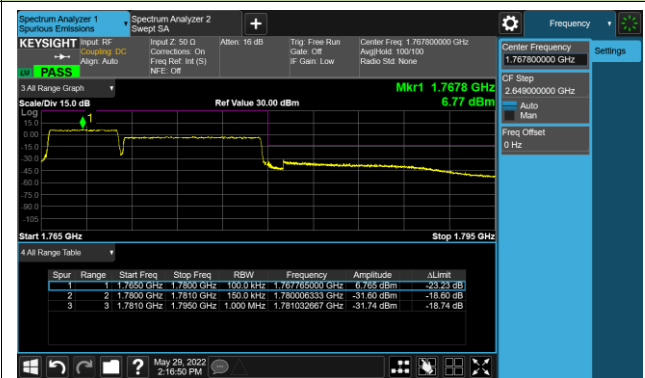 Spectrum Analyzer 1
Spurious Emissions
Spectrum Analyzer 2
Swept SA
+
Frequency
KEYSIGHT
Input: RF
Coupling: DC
Align: Auto
Input Z: 50 Ω
Corrections: On
Freq Ref: Int (S)
NFE: Off
Atten: 16 dB
Trig: Free Run
Gate: Off
IF Gain: Low
Center Freq: 1.767800000 GHz
Avg|Hold: 100/100
Radio Std: None
PASS
Center Frequency
1.767800000 GHz
Settings
CF Step
2.649000000 GHz
Auto
Man
Freq Offset
0 Hz
3 All Range Graph
Mkr1 1.7678 GHz
6.77 dBm
Scale/Div 15.0 dB
Ref Value 30.00 dBm
Log
15.0
0.00
-15.0
-30.0
-45.0
-60.0
-75.0
-90.0
-105
1
Start 1.765 GHz
Stop 1.795 GHz
4 All Range Table
Spur Range Start Freq Stop Freq RBW Frequency Amplitude ΔLimit
1 1 1.7650 GHz 1.7800 GHz 100.0 kHz 1.767765000 GHz 6.765 dBm -23.23 dB
2 2 1.7800 GHz 1.7810 GHz 150.0 kHz 1.780006333 GHz -31.60 dBm -18.60 dB
3 3 1.7810 GHz 1.7950 GHz 1.000 MHz 1.781032667 GHz -31.74 dBm -18.74 dB
?
May 29, 2022
2:16:50 PM